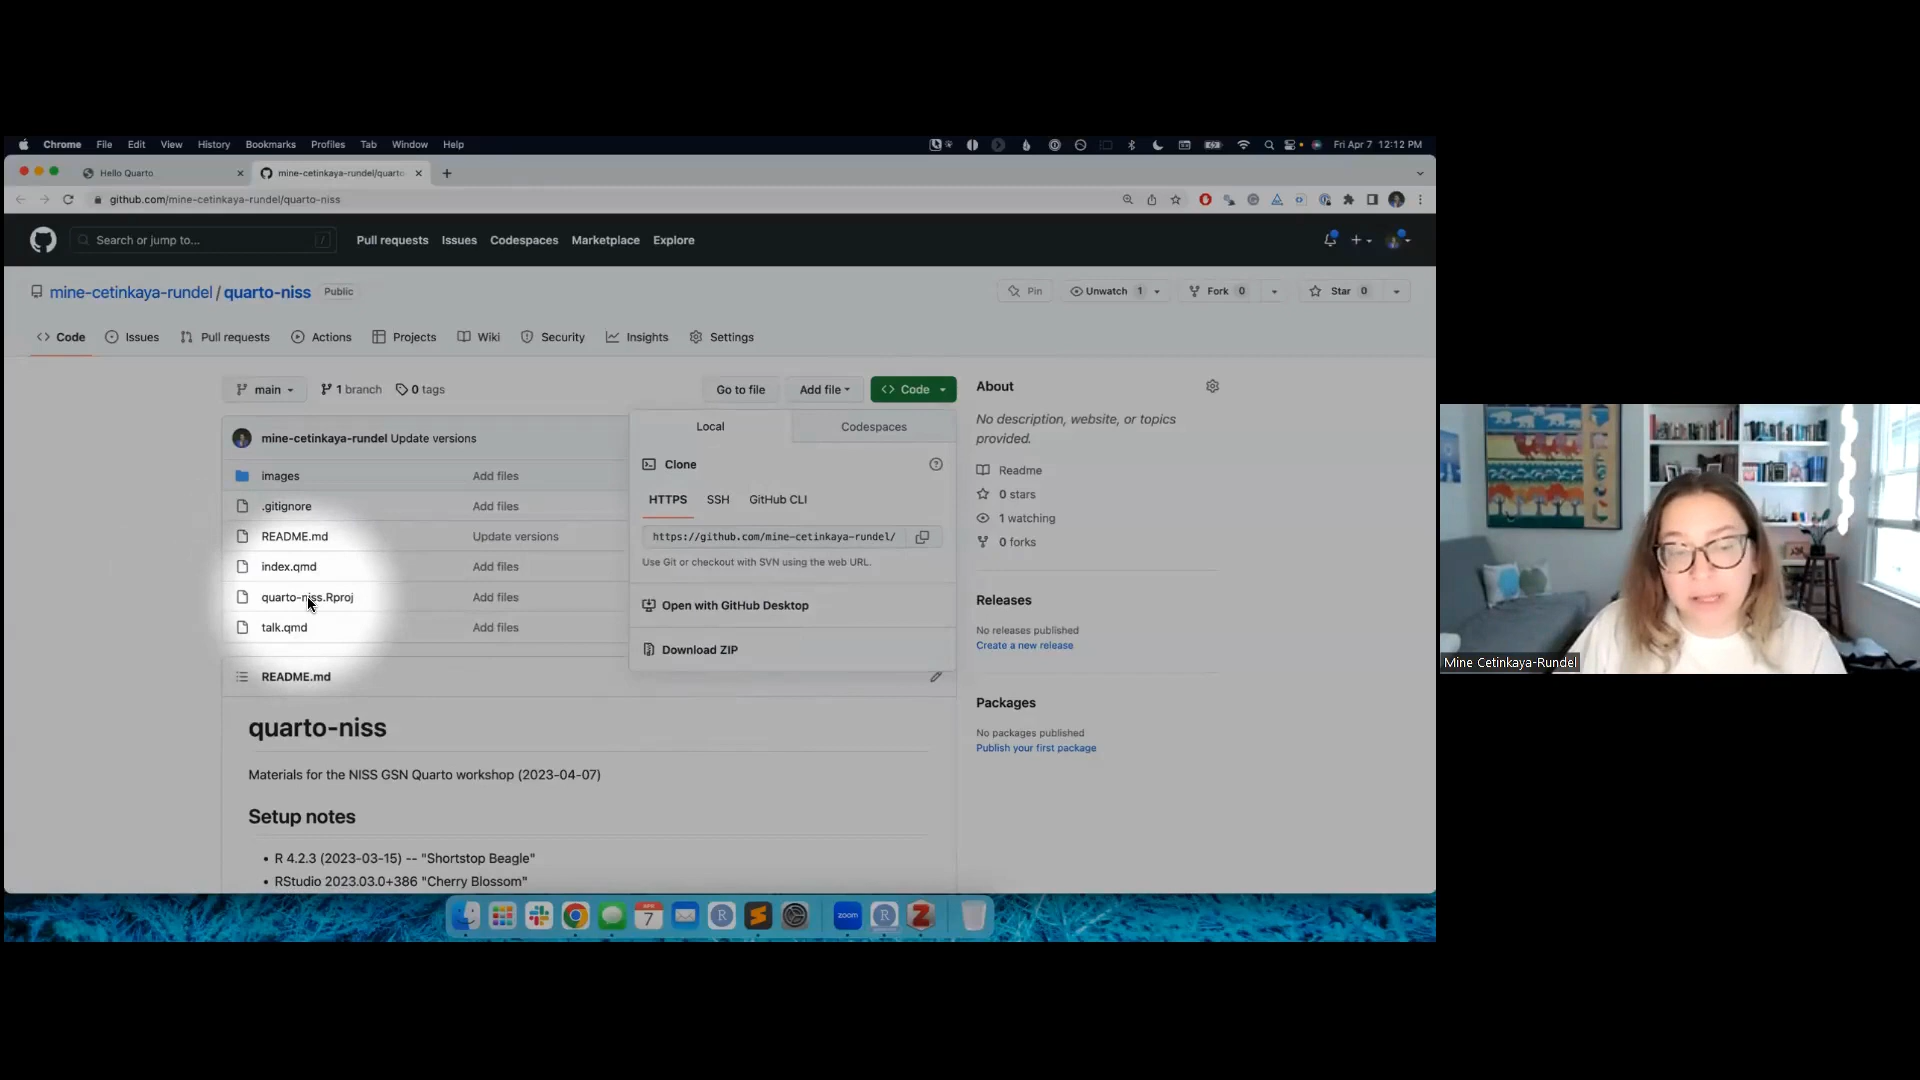 Chrome File Edit View History Bookmarks Profiles Tab Window Help Fri Apr 7 12:12 PM
Hello Quarto mine-cetinkaya-rundel/quarto
github.com/mine-cetinkaya-rundel/quarto-niss
Search or jump to... / Pull requests Issues Codespaces Marketplace Explore
mine-cetinkaya-rundel / quarto-niss Public Pin Unwatch 1 Fork 0 Star 0
Code Issues Pull requests Actions Projects Wiki Security Insights Settings
main 1 branch 0 tags Go to file Add file Code
mine-cetinkaya-rundel Update versions
images Add files
.gitignore Add files
README.md Update versions
index.qmd Add files
quarto-niss.Rproj Add files
talk.qmd Add files
Local Codespaces
Clone
HTTPS SSH GitHub CLI
https://github.com/mine-cetinkaya-rundel/
Use Git or checkout with SVN using the web URL.
Open with GitHub Desktop
Download ZIP
README.md
quarto-niss
Materials for the NISS GSN Quarto workshop (2023-04-07)
Setup notes
• R 4.2.3 (2023-03-15) -- "Shortstop Beagle"
• RStudio 2023.03.0+386 "Cherry Blossom"
About
No description, website, or topics
provided.
Readme
0 stars
1 watching
0 forks
Releases
No releases published
Create a new release
Packages
No packages published
Publish your first package
7 R zoom R Z
Mine Cetinkaya-Rundel